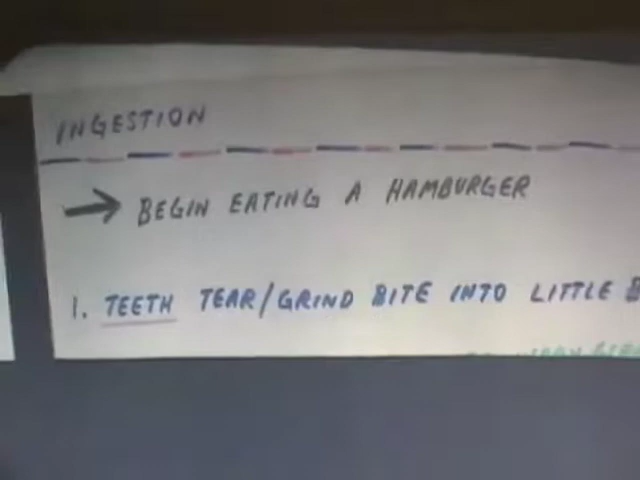 INGESTION
→ BEGIN EATING A HAMBURGER
1. TEETH TEAR/GRIND BITE INTO LITTLE